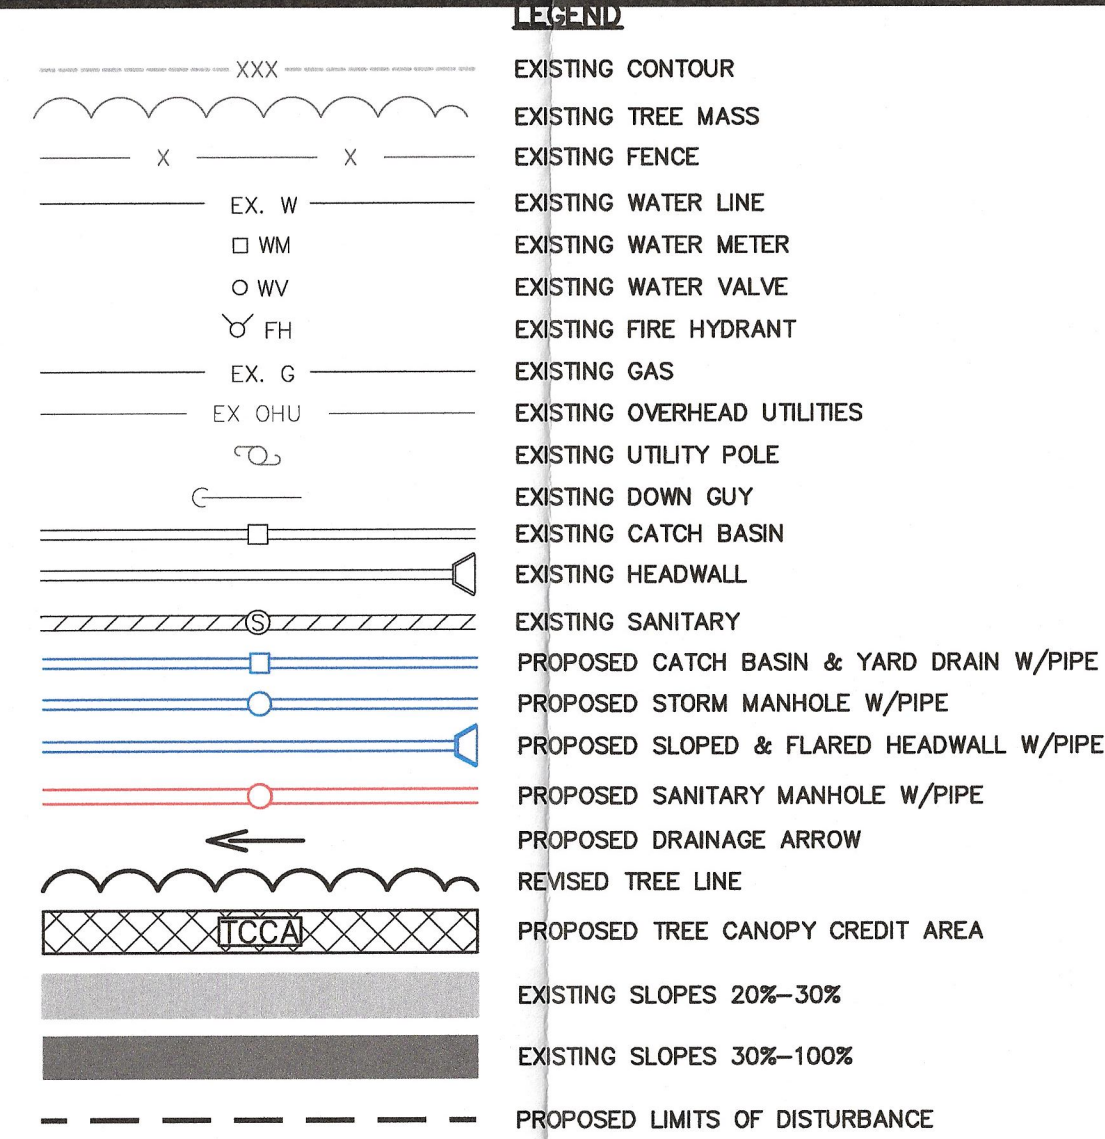 LEGEND
XXX EXISTING CONTOUR
EXISTING TREE MASS
X X EXISTING FENCE
EX. W EXISTING WATER LINE
WM EXISTING WATER METER
WV EXISTING WATER VALVE
FH EXISTING FIRE HYDRANT
EX. G EXISTING GAS
EX OHU EXISTING OVERHEAD UTILITIES
EXISTING UTILITY POLE
EXISTING DOWN GUY
EXISTING CATCH BASIN
EXISTING HEADWALL
S EXISTING SANITARY
PROPOSED CATCH BASIN & YARD DRAIN W/PIPE
PROPOSED STORM MANHOLE W/PIPE
PROPOSED SLOPED & FLARED HEADWALL W/PIPE
PROPOSED SANITARY MANHOLE W/PIPE
PROPOSED DRAINAGE ARROW
REVISED TREE LINE
TCCA PROPOSED TREE CANOPY CREDIT AREA
EXISTING SLOPES 20%–30%
EXISTING SLOPES 30%–100%
PROPOSED LIMITS OF DISTURBANCE